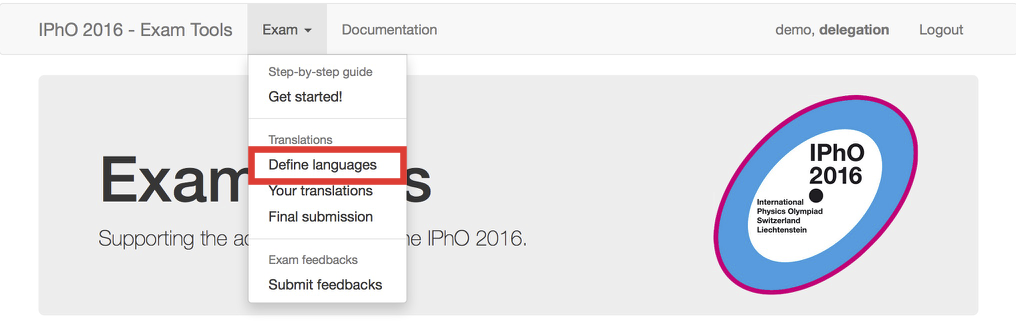 IPhO 2016 - Exam Tools Exam Documentation demo, delegation Logout
Step-by-step guide
Get started!
Translations
Define languages
Your translations
Final submission
Exam feedbacks
Submit feedbacks
Exam s
Supporting the a ne IPhO 2016.
IPhO
2016
International
Physics Olympiad
Switzerland
Liechtenstein